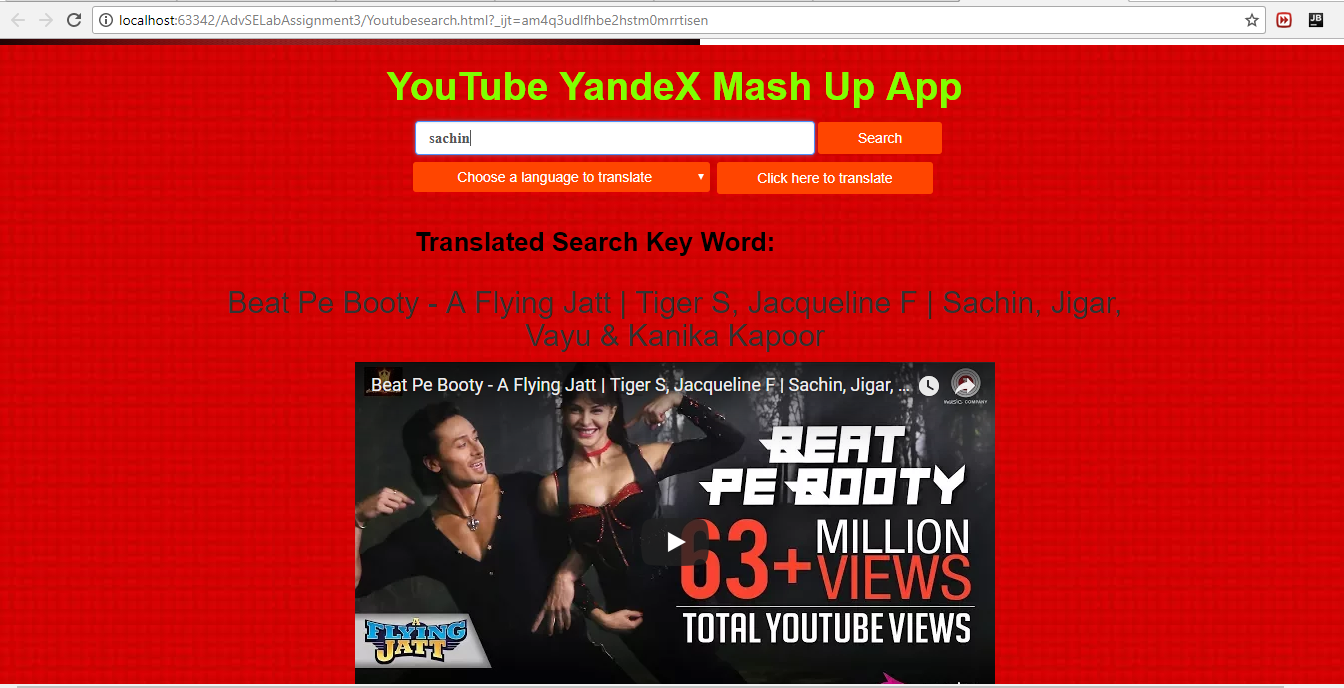 localhost:63342/AdvSELabAssignment3/Youtubesearch.html?_ijt=am4q3udlfhbe2hstm0mrrtisen
JB
YouTube YandeX Mash Up App
sachin
Search
Choose a language to translate
Click here to translate
Translated Search Key Word:
Beat Pe Booty - A Flying Jatt | Tiger S, Jacqueline F | Sachin, Jigar,
Vayu & Kanika Kapoor
Beat Pe Booty - A Flying Jatt | Tiger S, Jacqueline F | Sachin, Jigar, ...
MUSIC COMPANY
BEAT
PE BOOTY
63+ MILLION
VIEWS
TOTAL YOUTUBE VIEWS
A
FLYING
JATT